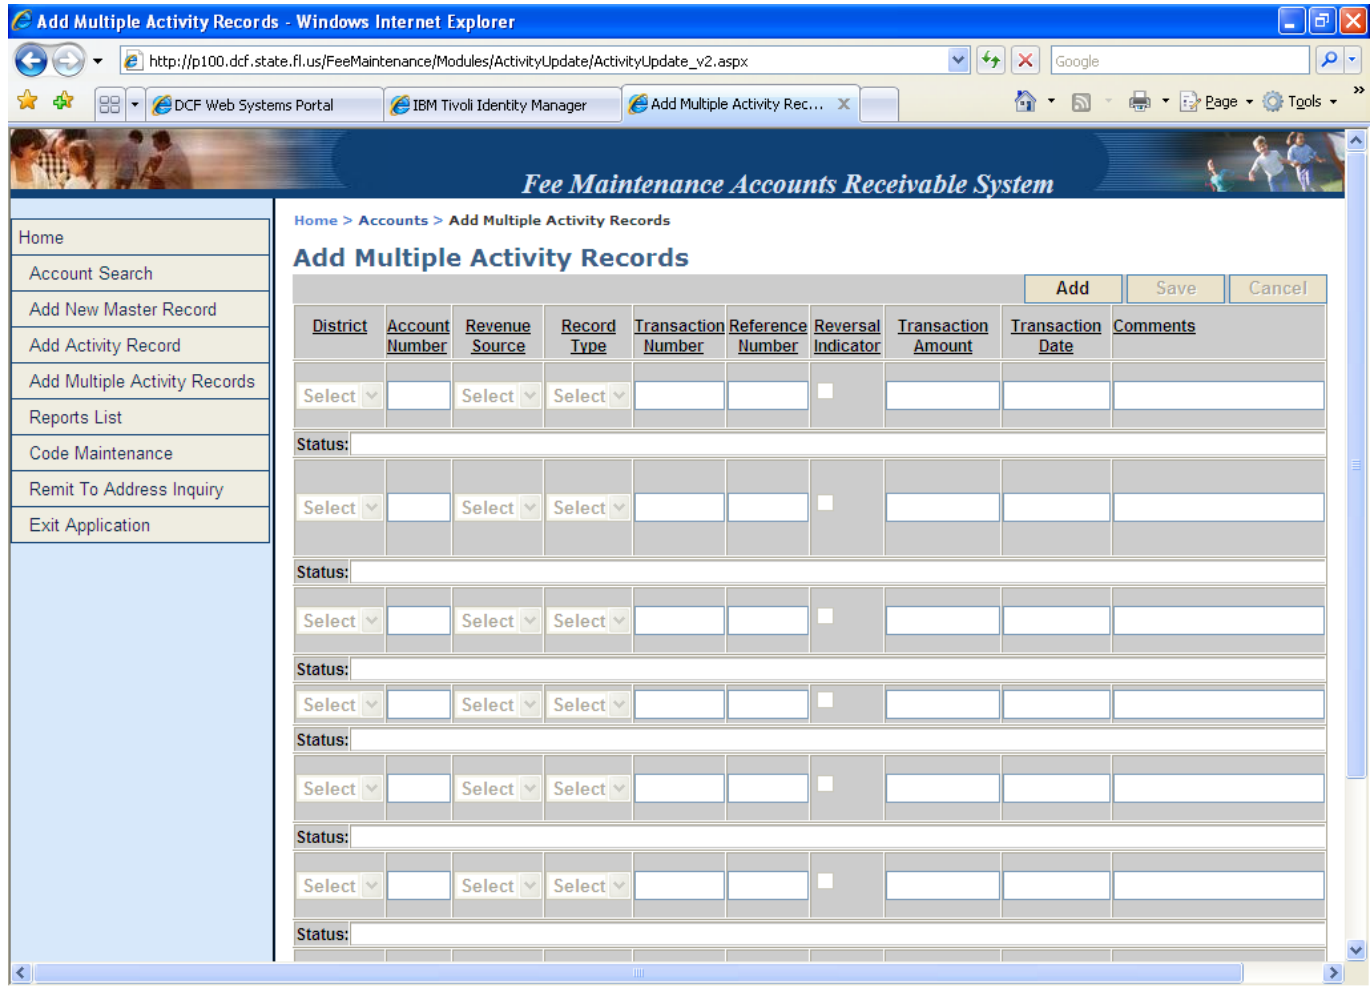 Add Multiple Activity Records - Windows Internet Explorer
http://p100.dcf.state.fl.us/FeeMaintenance/Modules/ActivityUpdate/ActivityUpdate_v2.aspx Google
DCF Web Systems Portal IBM Tivoli Identity Manager Add Multiple Activity Rec... X Page Tools »
Fee Maintenance Accounts Receivable System
Home > Accounts > Add Multiple Activity Records
Home
Account Search
Add New Master Record
Add Activity Record
Add Multiple Activity Records
Reports List
Code Maintenance
Remit To Address Inquiry
Exit Application
Add Multiple Activity Records
Add Save Cancel
District Account Revenue Record Transaction Reference Reversal Transaction Transaction Comments
Number Source Type Number Number Indicator Amount Date
Select Select Select
Status:
Select Select Select
Status:
Select Select Select
Status:
Select Select Select
Status:
Select Select Select
Status:
Select Select Select
Status: